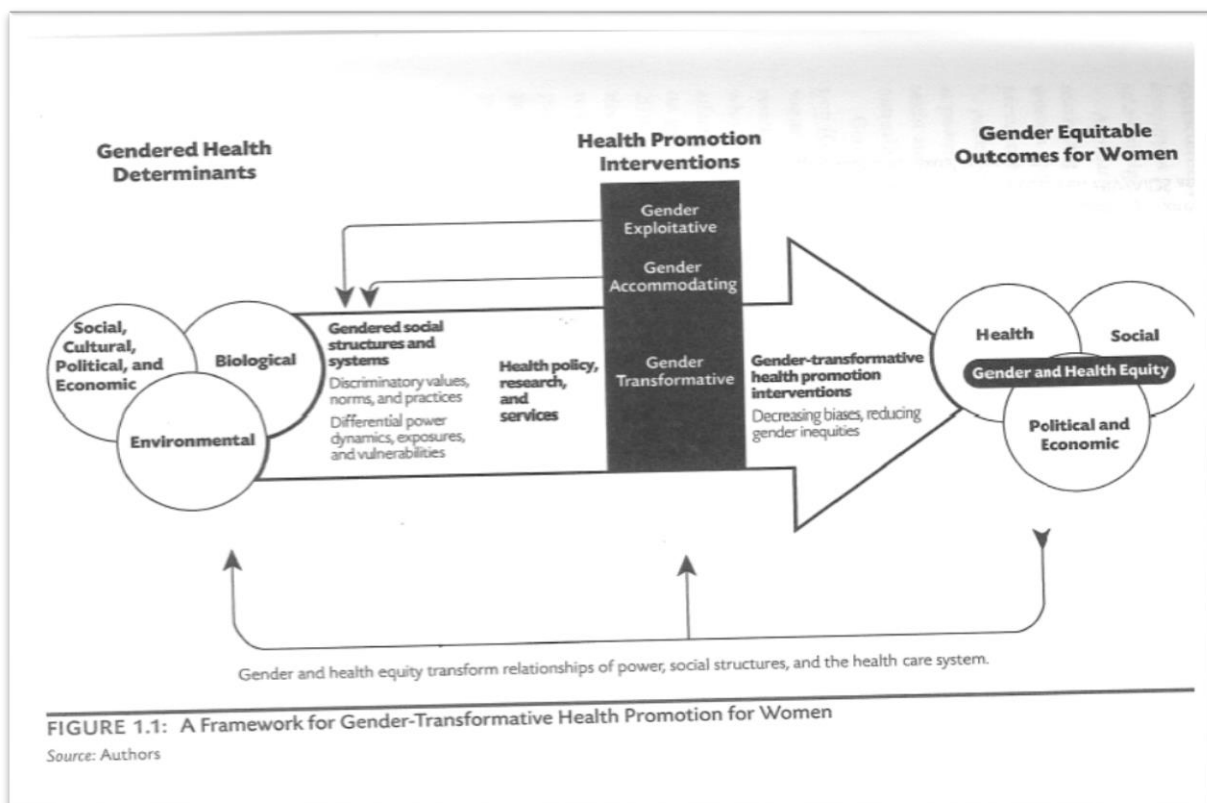 Gendered Health
Determinants
Health Promotion
Interventions
Gender Equitable
Outcomes for Women
Social,
Cultural,
Political, and
Economic
Biological
Environmental
Gendered social
structures and
systems
Discriminatory values,
norms, and practices
Differential power
dynamics, exposures,
and vulnerabilities
Health policy,
research,
and
services
Gender
Exploitative
Gender
Accommodating
Gender
Transformative
Gender-transformative
health promotion
interventions
Decreasing biases, reducing
gender inequities
Health
Social
Gender and Health Equity
Political and
Economic
Gender and health equity transform relationships of power, social structures, and the health care system.
FIGURE 1.1: A Framework for Gender-Transformative Health Promotion for Women
Source: Authors